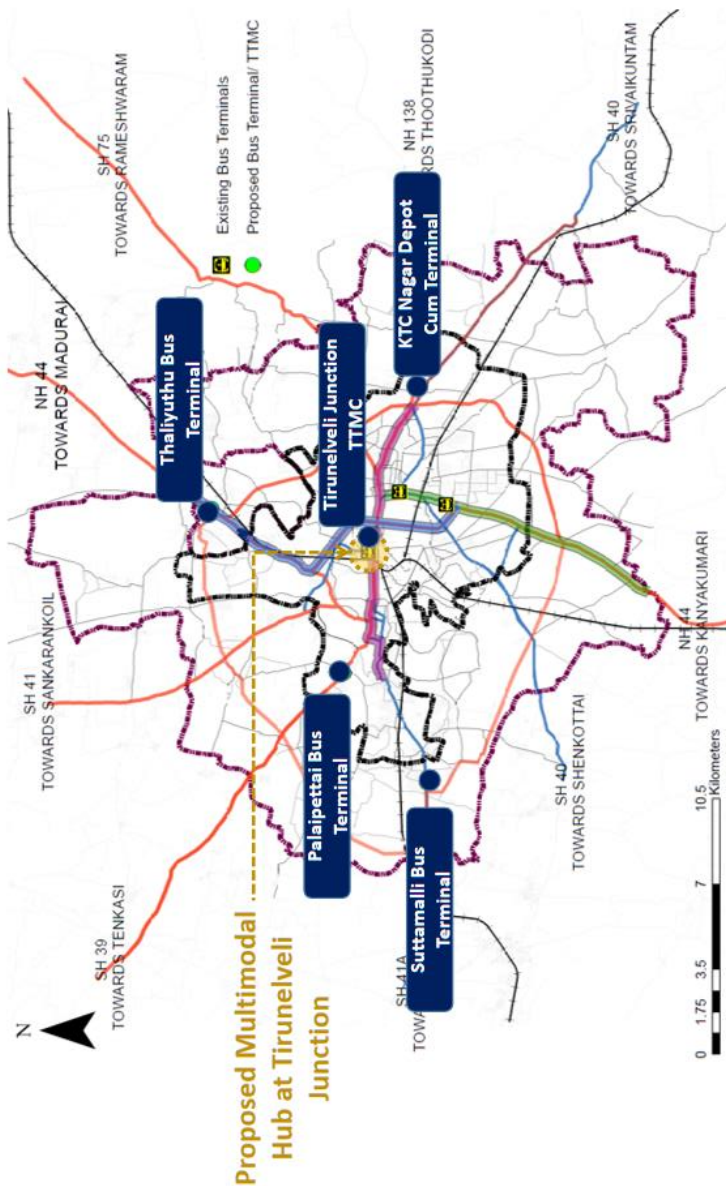 N
SH 39
TOWARDS TENKASI
SH 41
TOWARDS SANKARANKOIL
NH 44
TOWARDS MADURAI
SH 75
TOWARDS RAMESHWARAM
Existing Bus Terminals
Proposed Bus Terminal/ TTMC
Thaliyuthu Bus
Terminal
Proposed Multimodal
Hub at Tirunelveli
Junction
Palaipettai Bus
Terminal
Tirunelveli Junction
TTMC
KTC Nagar Depot
Cum Terminal
NH 138
RDS THOOTHUKODI
SH 41A
TOWA
Suttamalli Bus
Terminal
SH 40
TOWARDS SHENKOTTAI
SH 40
TOWARDS SRIVAIKUNTAM
NH 44
TOWARDS KANYAKUMARI
0 1.75 3.5 7 10.5
Kilometers